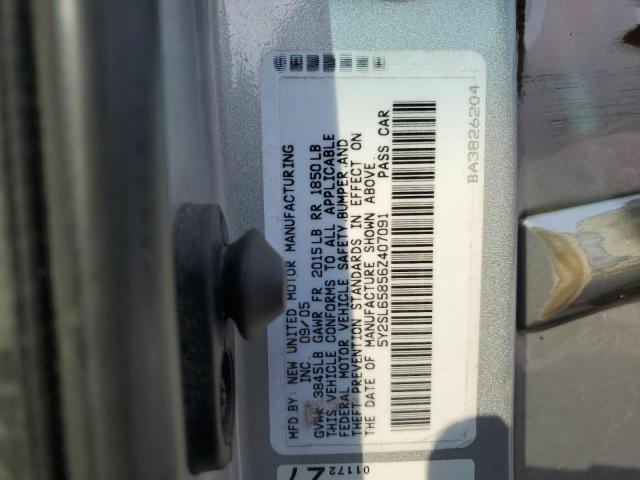 MFD BY: NEW UNITED MOTOR MANUFACTURING
INC 09/05
GVWR 3845LB GAWR FR 2015LB RR 1850LB
THIS VEHICLE CONFORMS TO ALL APPLICABLE
FEDERAL MOTOR VEHICLE SAFETY, BUMPER, AND
THEFT PREVENTION STANDARDS IN EFFECT ON
THE DATE OF MANUFACTURE SHOWN ABOVE.
5Y2SL65856Z407091 PASS CAR
BA3826204
01172